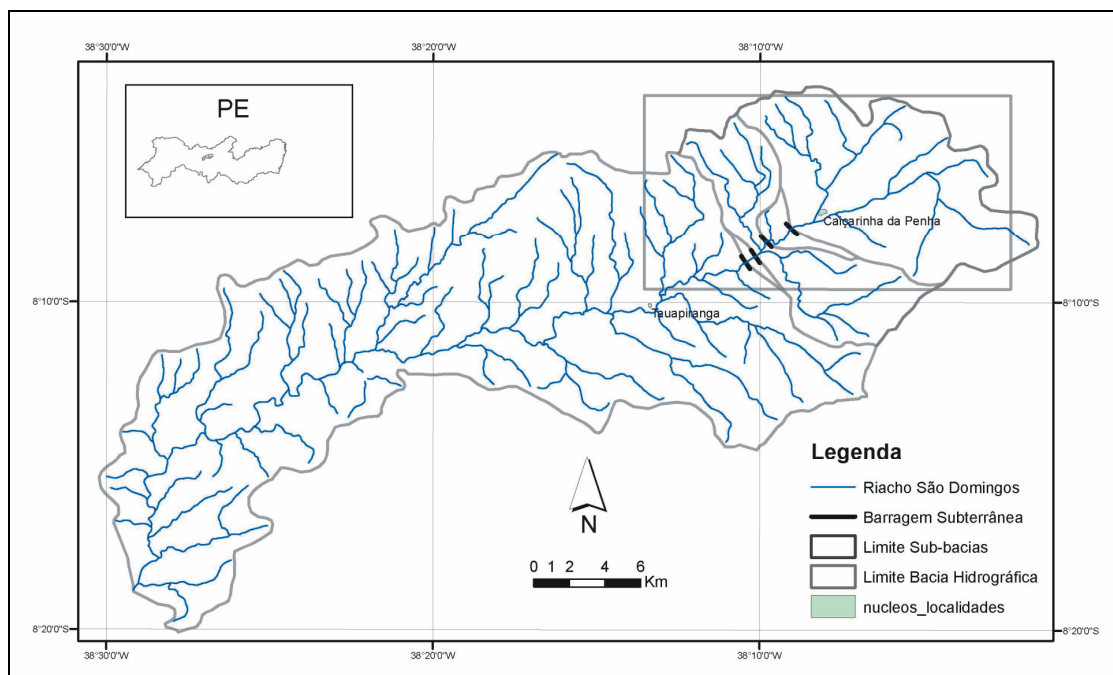 38°30'0"W
38°20'0"W
38°10'0"W
PE
Caiçarinha da Penha
8°10'0"S
8°10'0"S
Tauapiranga
Legenda
Riacho São Domingos
Barragem Subterrânea
Limite Sub-bacias
Limite Bacia Hidrográfica
nucleos_localidades
N
0 1 2 4 6
Km
8°20'0"S
8°20'0"S
38°30'0"W
38°20'0"W
38°10'0"W